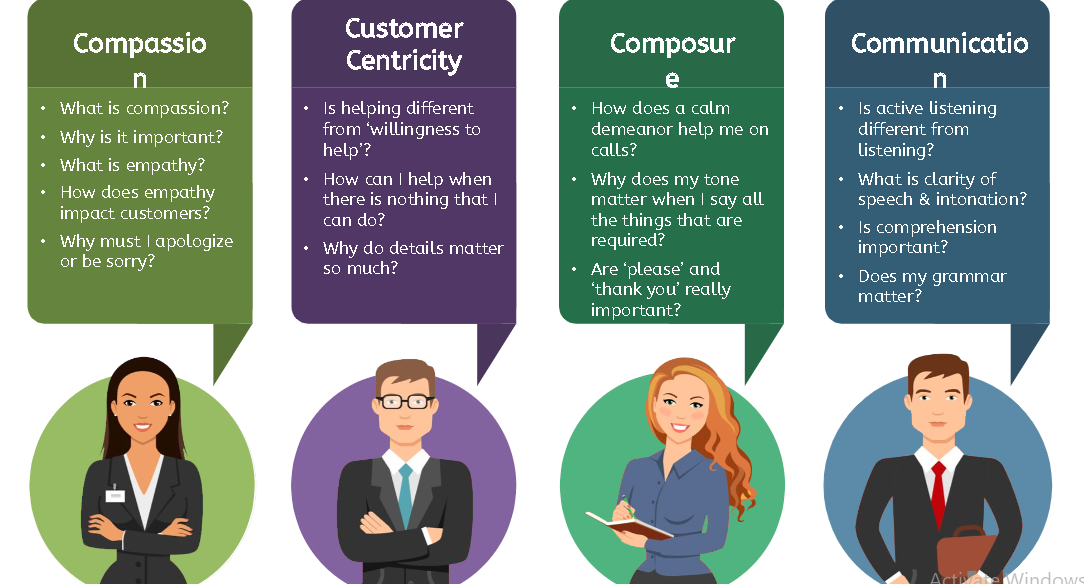 Compassio
n
• What is compassion?
• Why is it important?
• What is empathy?
• How does empathy
impact customers?
• Why must I apologize
or be sorry?
Customer
Centricity
• Is helping different
from ‘willingness to
help’?
• How can I help when
there is nothing that I
can do?
• Why do details matter
so much?
Composur
e
• How does a calm
demeanor help me on
calls?
• Why does my tone
matter when I say all
the things that are
required?
• Are ‘please’ and
‘thank you’ really
important?
Communicatio
n
• Is active listening
different from
listening?
• What is clarity of
speech & intonation?
• Is comprehension
important?
• Does my grammar
matter?
Activate Windows